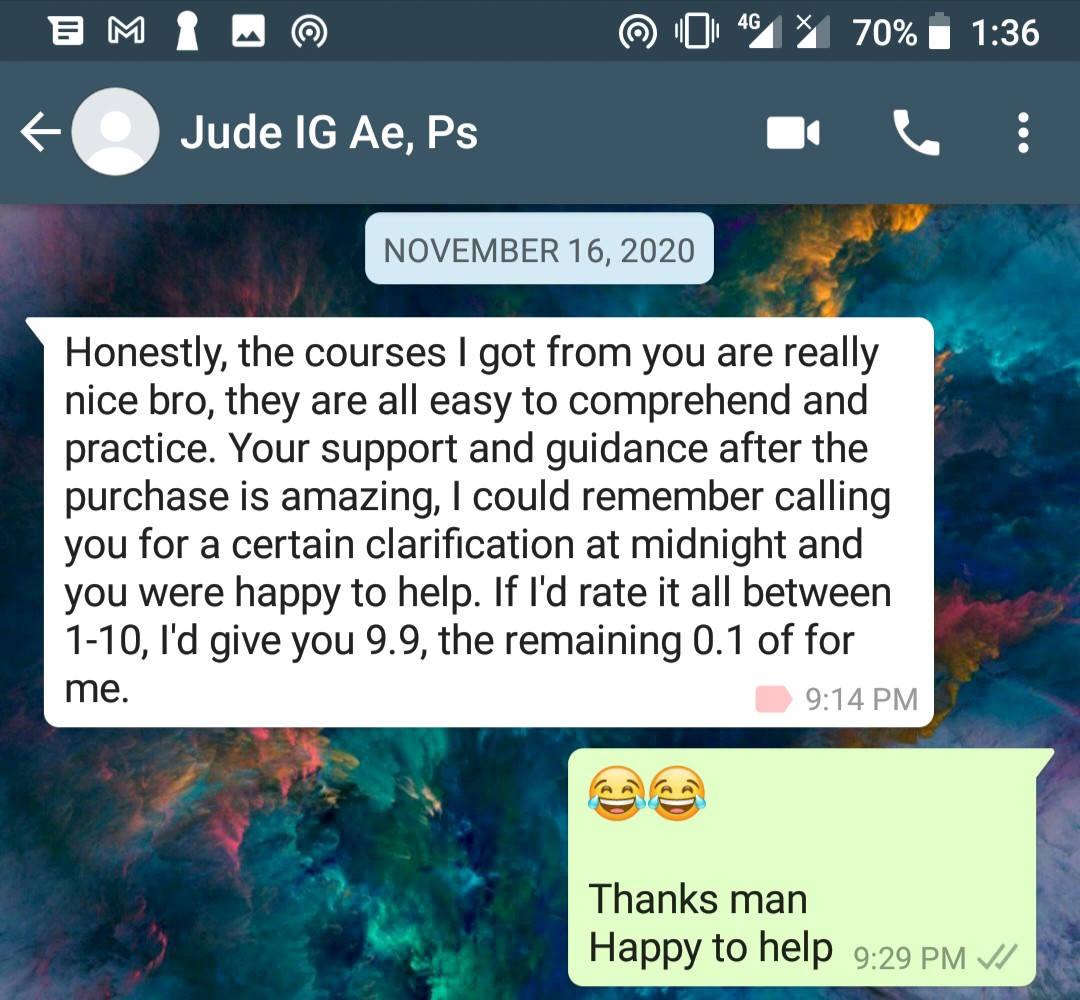 4G 70% 1:36
Jude IG Ae, Ps
NOVEMBER 16, 2020
Honestly, the courses I got from you are really
nice bro, they are all easy to comprehend and
practice. Your support and guidance after the
purchase is amazing, I could remember calling
you for a certain clarification at midnight and
you were happy to help. If I'd rate it all between
1-10, I'd give you 9.9, the remaining 0.1 of for
me.
9:14 PM
😂😂
Thanks man
Happy to help 9:29 PM